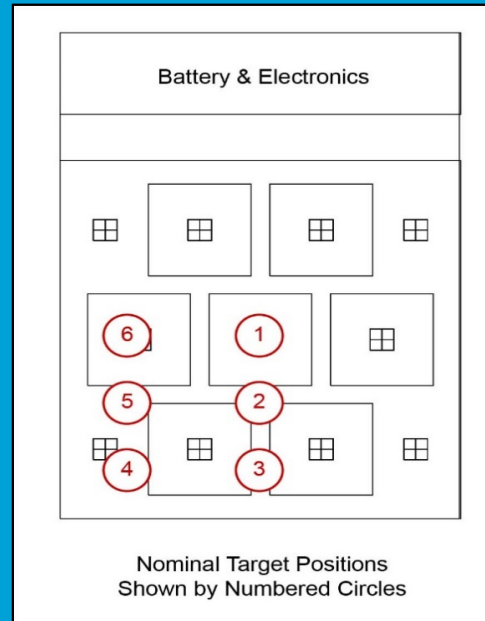 Battery & Electronics
6
1
5
2
4
3
Nominal Target Positions
Shown by Numbered Circles